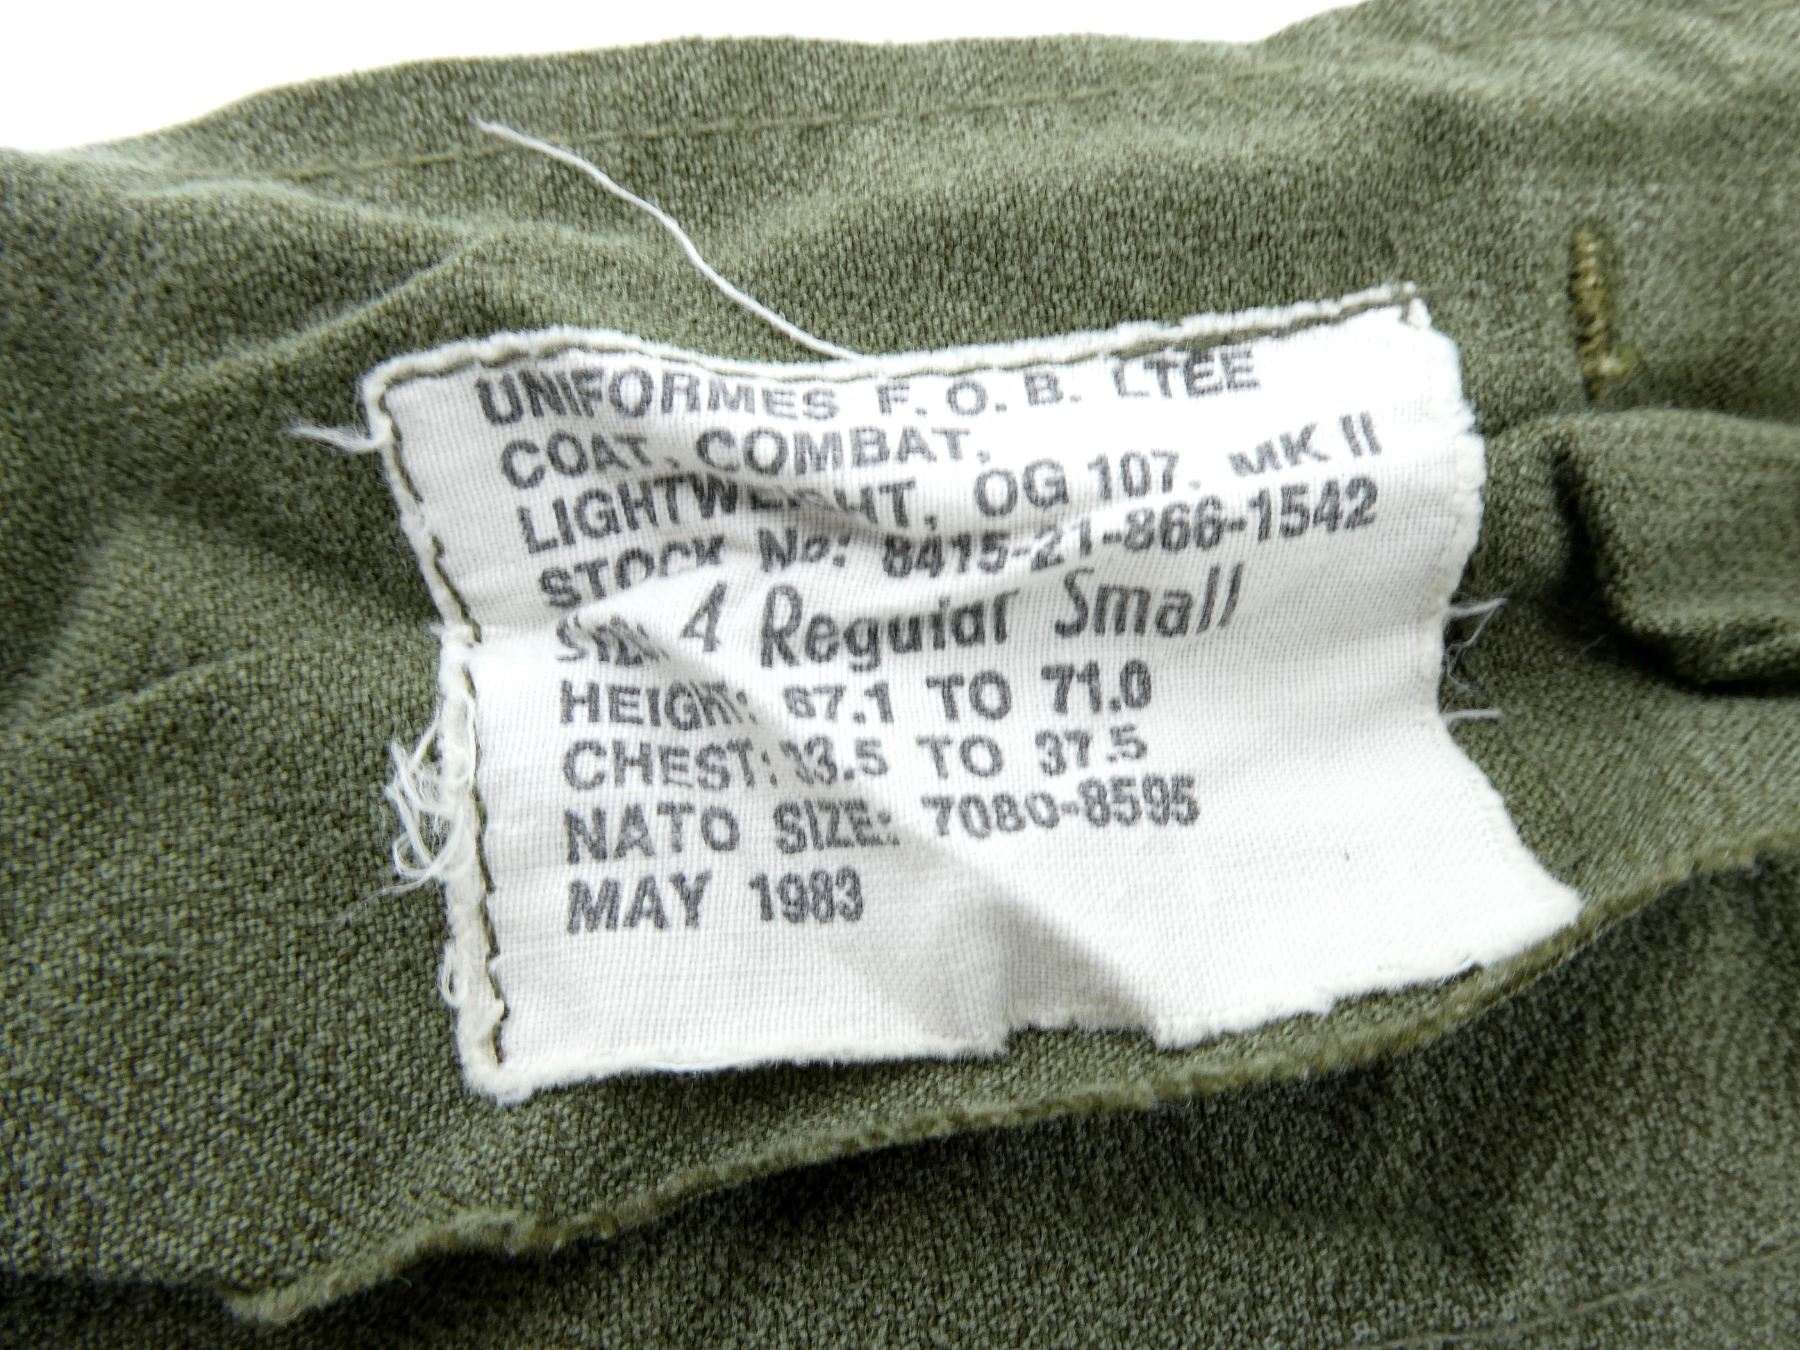 UNIFORMES F.O.B. LTEE
COAT, COMBAT,
LIGHTWEIGHT, OG 107, MK II
STOCK No: 8415-21-866-1542
Size 4 Regular Small
HEIGHT: 67.1 TO 71.0
CHEST: 33.5 TO 37.5
NATO SIZE: 7080-8595
MAY 1983